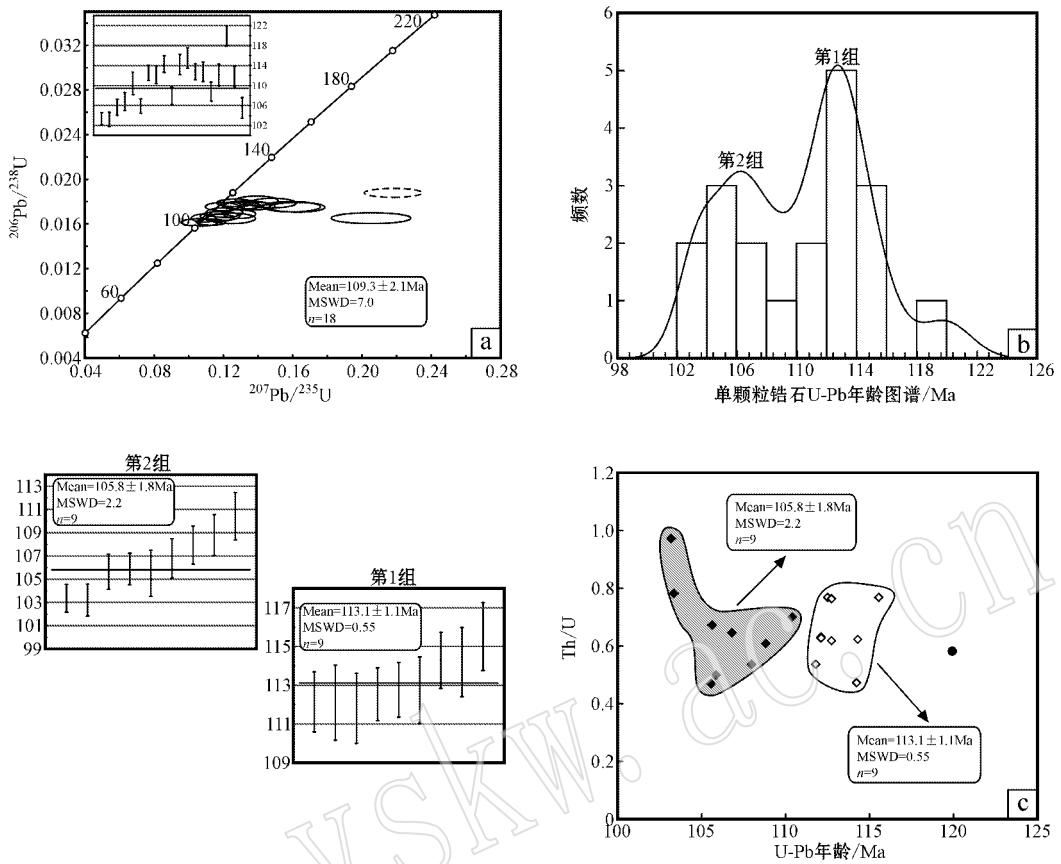 0.032
0.028
0.024
0.020
0.016
0.012
0.008
0.004
0.04
0.08
0.12
0.16
0.20
0.24
0.28
²⁰⁶Pb/²³⁸U
²⁰⁷Pb/²³⁵U
60
100
140
180
220
122
118
114
110
106
102
Mean=109.3±2.1Ma
MSWD=7.0
n=18
a
6
5
4
3
2
1
0
频数
第1组
第2组
98
102
106
110
114
118
122
126
单颗粒锆石U-Pb年龄图谱/Ma
b
第2组
113
111
109
107
105
103
101
99
Mean=105.8±1.8Ma
MSWD=2.2
n=9
第1组
117
115
113
111
109
Mean=113.1±1.1Ma
MSWD=0.55
n=9
1.2
1.0
0.8
0.6
0.4
0.2
0
Th/U
Mean=105.8±1.8Ma
MSWD=2.2
n=9
Mean=113.1±1.1Ma
MSWD=0.55
n=9
100
105
110
115
120
125
U-Pb年龄/Ma
c
yskw.ac.cn